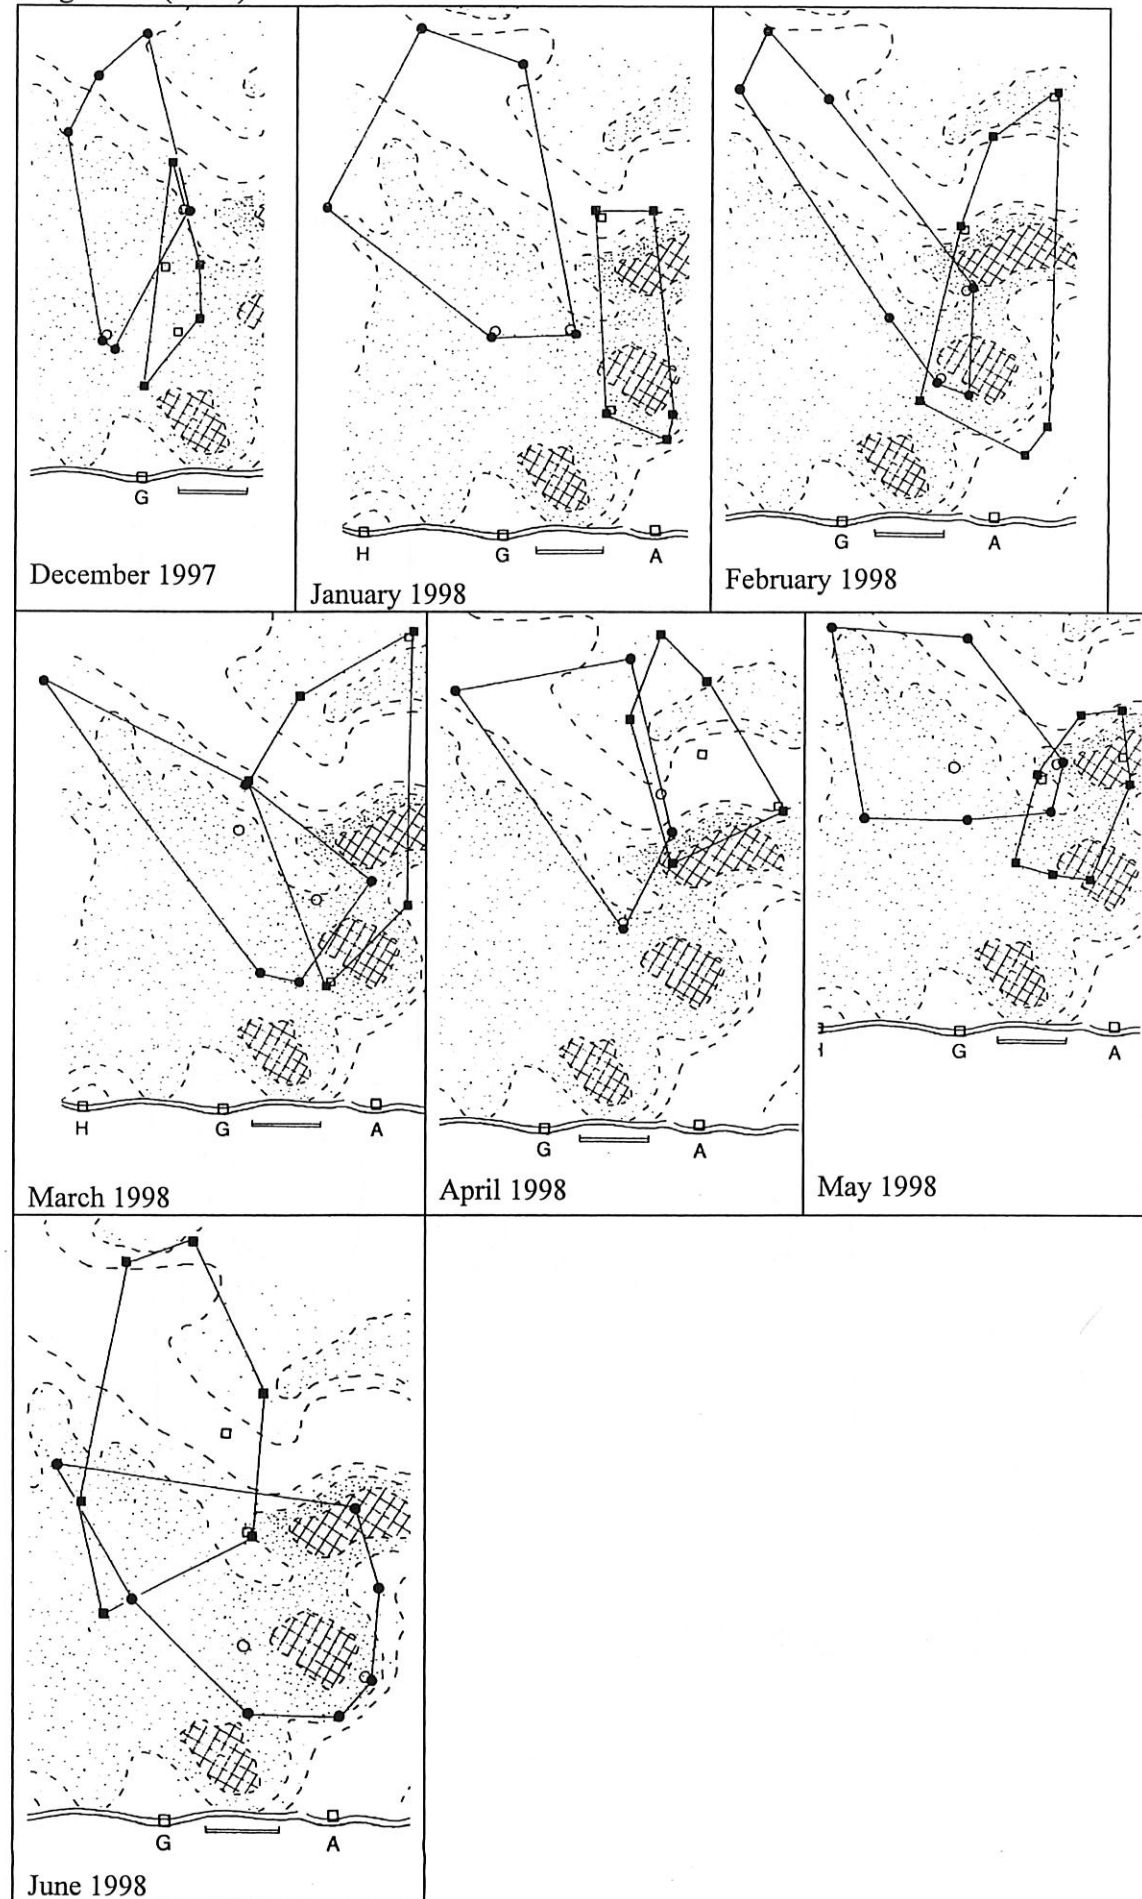 G
December 1997
H G A
January 1998
G A
February 1998
H G A
March 1998
G A
April 1998
G A
May 1998
G A
June 1998